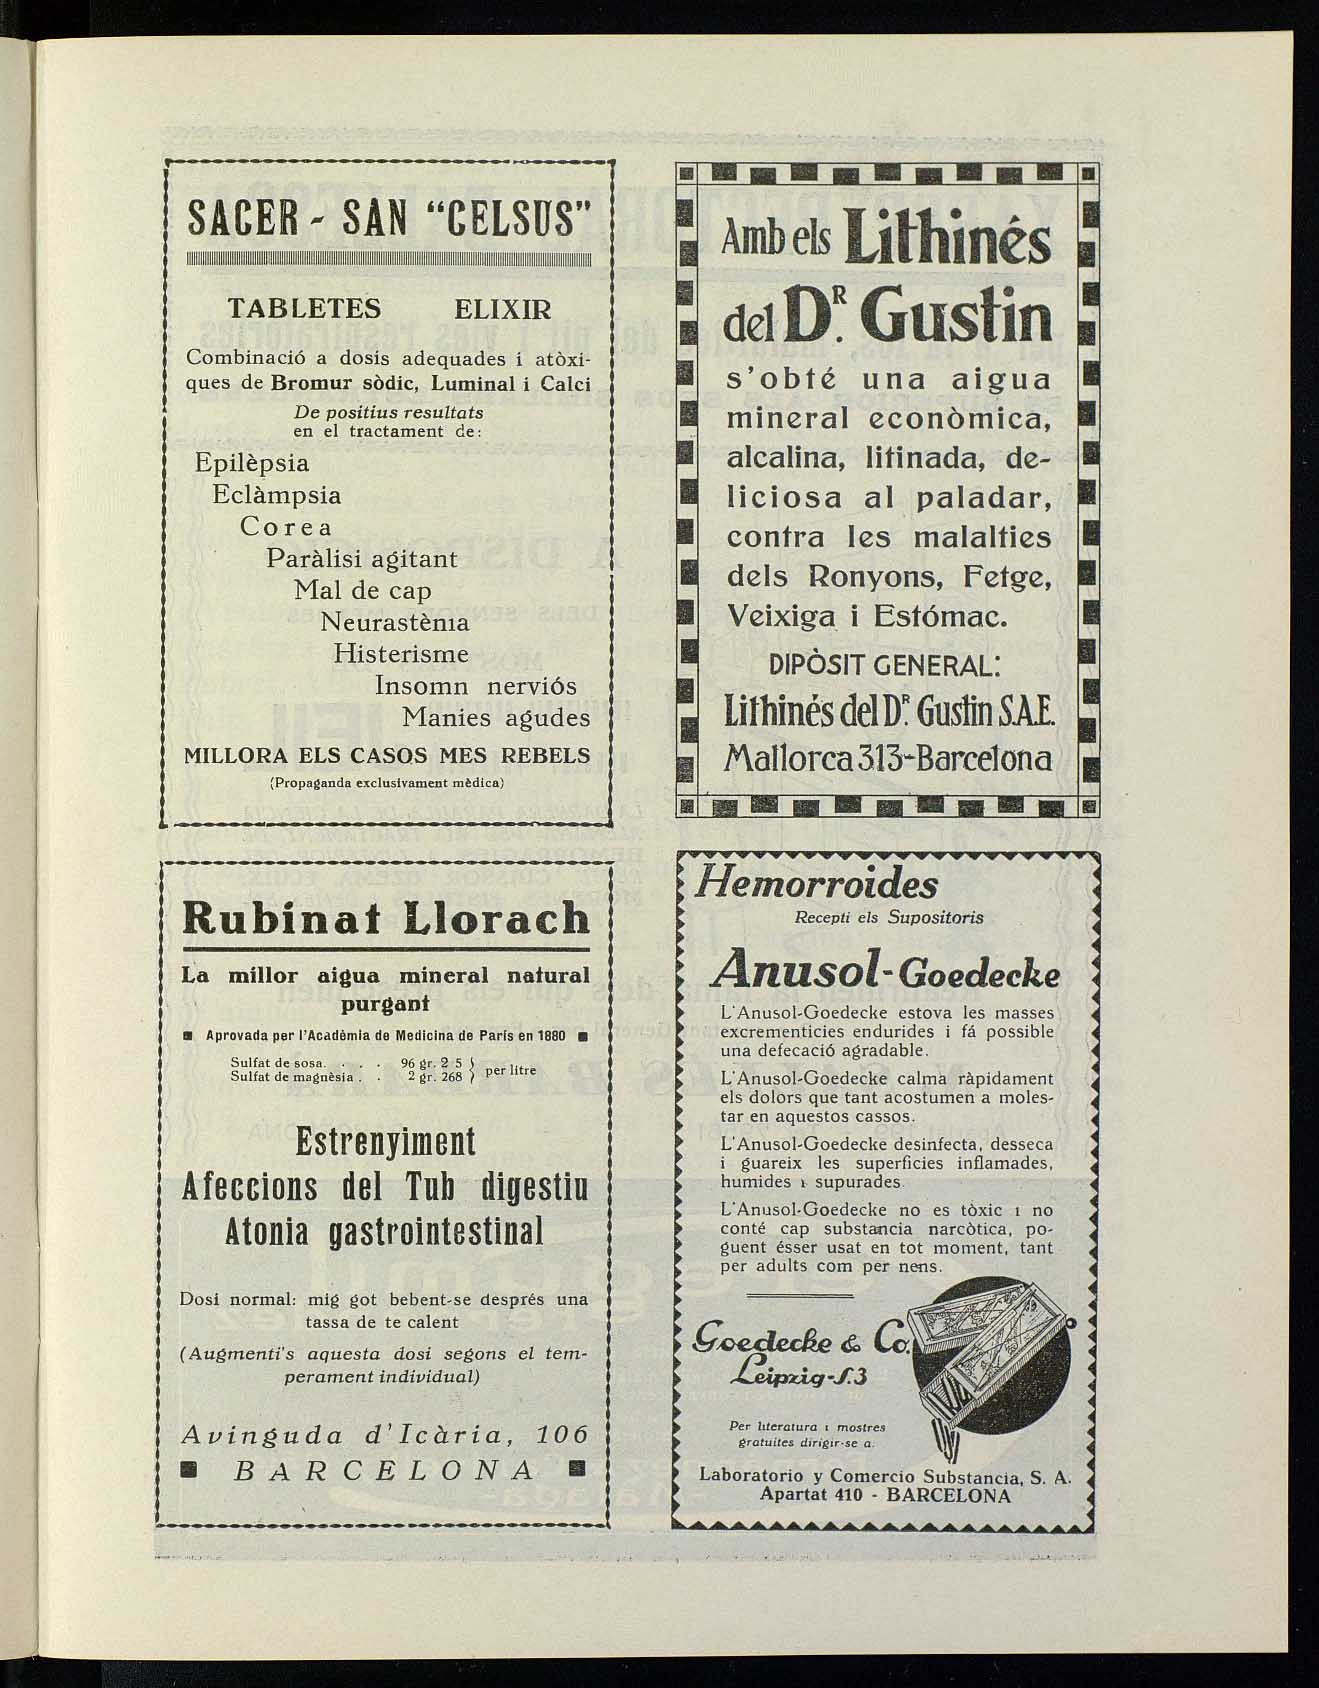 SACER - SAN “CELSUS”
TABLETES ELIXIR
Combinació a dosis adequades i atòxi-
ques de Bromur sòdic, Luminal i Calci
De positius resultats
en el tractament de:
Epilèpsia
Eclàmpsia
Corea
Paràlisi agitant
Mal de cap
Neurastènia
Histerisme
Insomn nerviós
Manies agudes
MILLORA ELS CASOS MES REBELS
(Propaganda exclusivament mèdica)
Amb els Lithinés
del Dr. Gustin
s'obté una aigua
mineral econòmica,
alcalina, litinada, de-
liciosa al paladar,
contra les malalties
dels Ronyons, Fetge,
Veixiga i Estómac.
DIPÒSIT GENERAL:
Lithinés del Dr. Gustin S.A.E.
Mallorca 313-Barcelona
Rubinat Llorach
La millor aigua mineral natural
purgant
■ Aprovada per l'Acadèmia de Medicina de París en 1880 ■
Sulfat de sosa. . . . 96 gr. 2 5 }
Sulfat de magnèsia . . 2 gr. 268 } per litre
Estrenyiment
Afeccions del Tub digestiu
Atonia gastrointestinal
Dosi normal: mig got bebent-se després una
tassa de te calent
(Augmenti's aquesta dosi segons el tem-
perament individual)
Avinguda d'Icària, 106
■ BARCELONA ■
Hemorroides
Recepti els Supositoris
Anusol-Goedecke
L'Anusol-Goedecke estova les masses
excrementicies endurides i fá possible
una defecació agradable.
L'Anusol-Goedecke calma ràpidament
els dolors que tant acostumen a moles-
tar en aquestos cassos.
L'Anusol-Goedecke desinfecta, desseca
i guareix les superficies inflamades,
humides i supurades.
L'Anusol-Goedecke no es tòxic i no
conté cap substancia narcòtica, po-
guent ésser usat en tot moment, tant
per adults com per nens.
Goedecke & Co.
Leipzig-S.3
Per literatura i mostres
gratuites dirigir-se a:
Laboratorio y Comercio Substancia, S. A.
Apartat 410 - BARCELONA